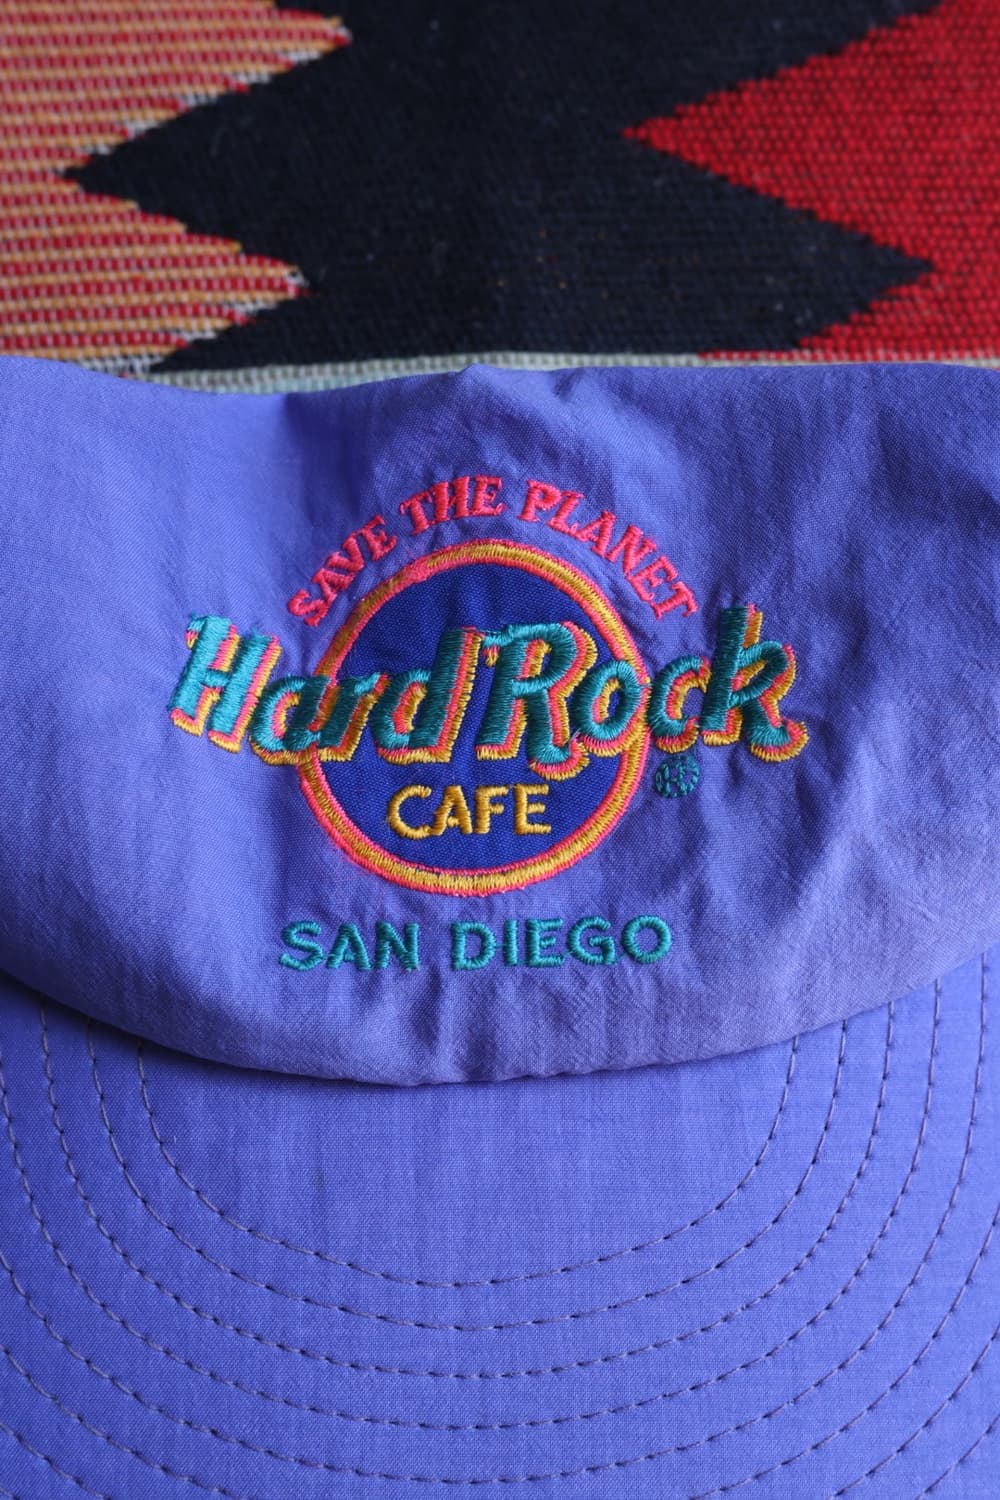 SAVE THE PLANET
Hard Rock
CAFE
SAN DIEGO